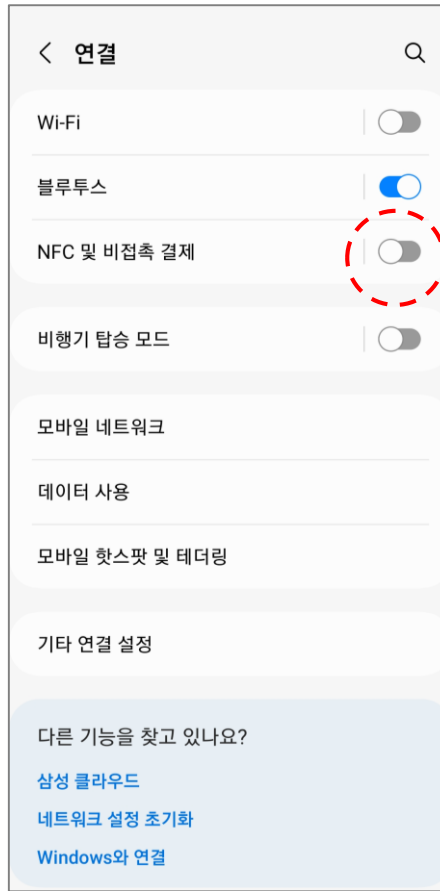 연결
Wi-Fi
블루투스
NFC 및 비접촉 결제
비행기 탑승 모드
모바일 네트워크
데이터 사용
모바일 핫스팟 및 테더링
기타 연결 설정
다른 기능을 찾고 있나요?
삼성 클라우드
네트워크 설정 초기화
Windows와 연결